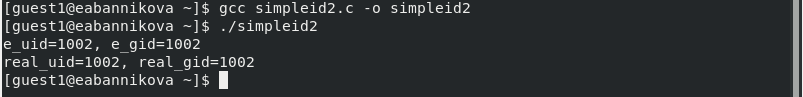 [guest1@eabannikova ~]$ gcc simpleid2.c -o simpleid2
[guest1@eabannikova ~]$ ./simpleid2
e_uid=1002, e_gid=1002
real_uid=1002, real_gid=1002
[guest1@eabannikova ~]$